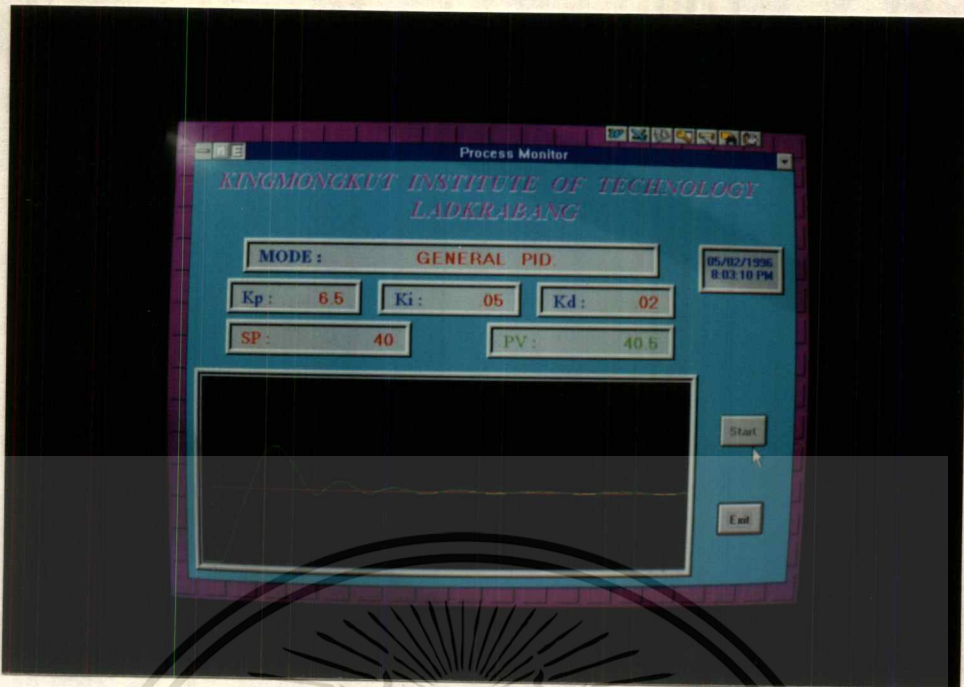 Process Monitor
KINGMONGKUT INSTITUTE OF TECHNOLOGY
LADKRABANG
MODE : GENERAL PID
05/02/1996
8:03:10 PM
Kp : 6.5 Ki : .05 Kd : .02
SP : 40 PV : 40.5
Start
Exit